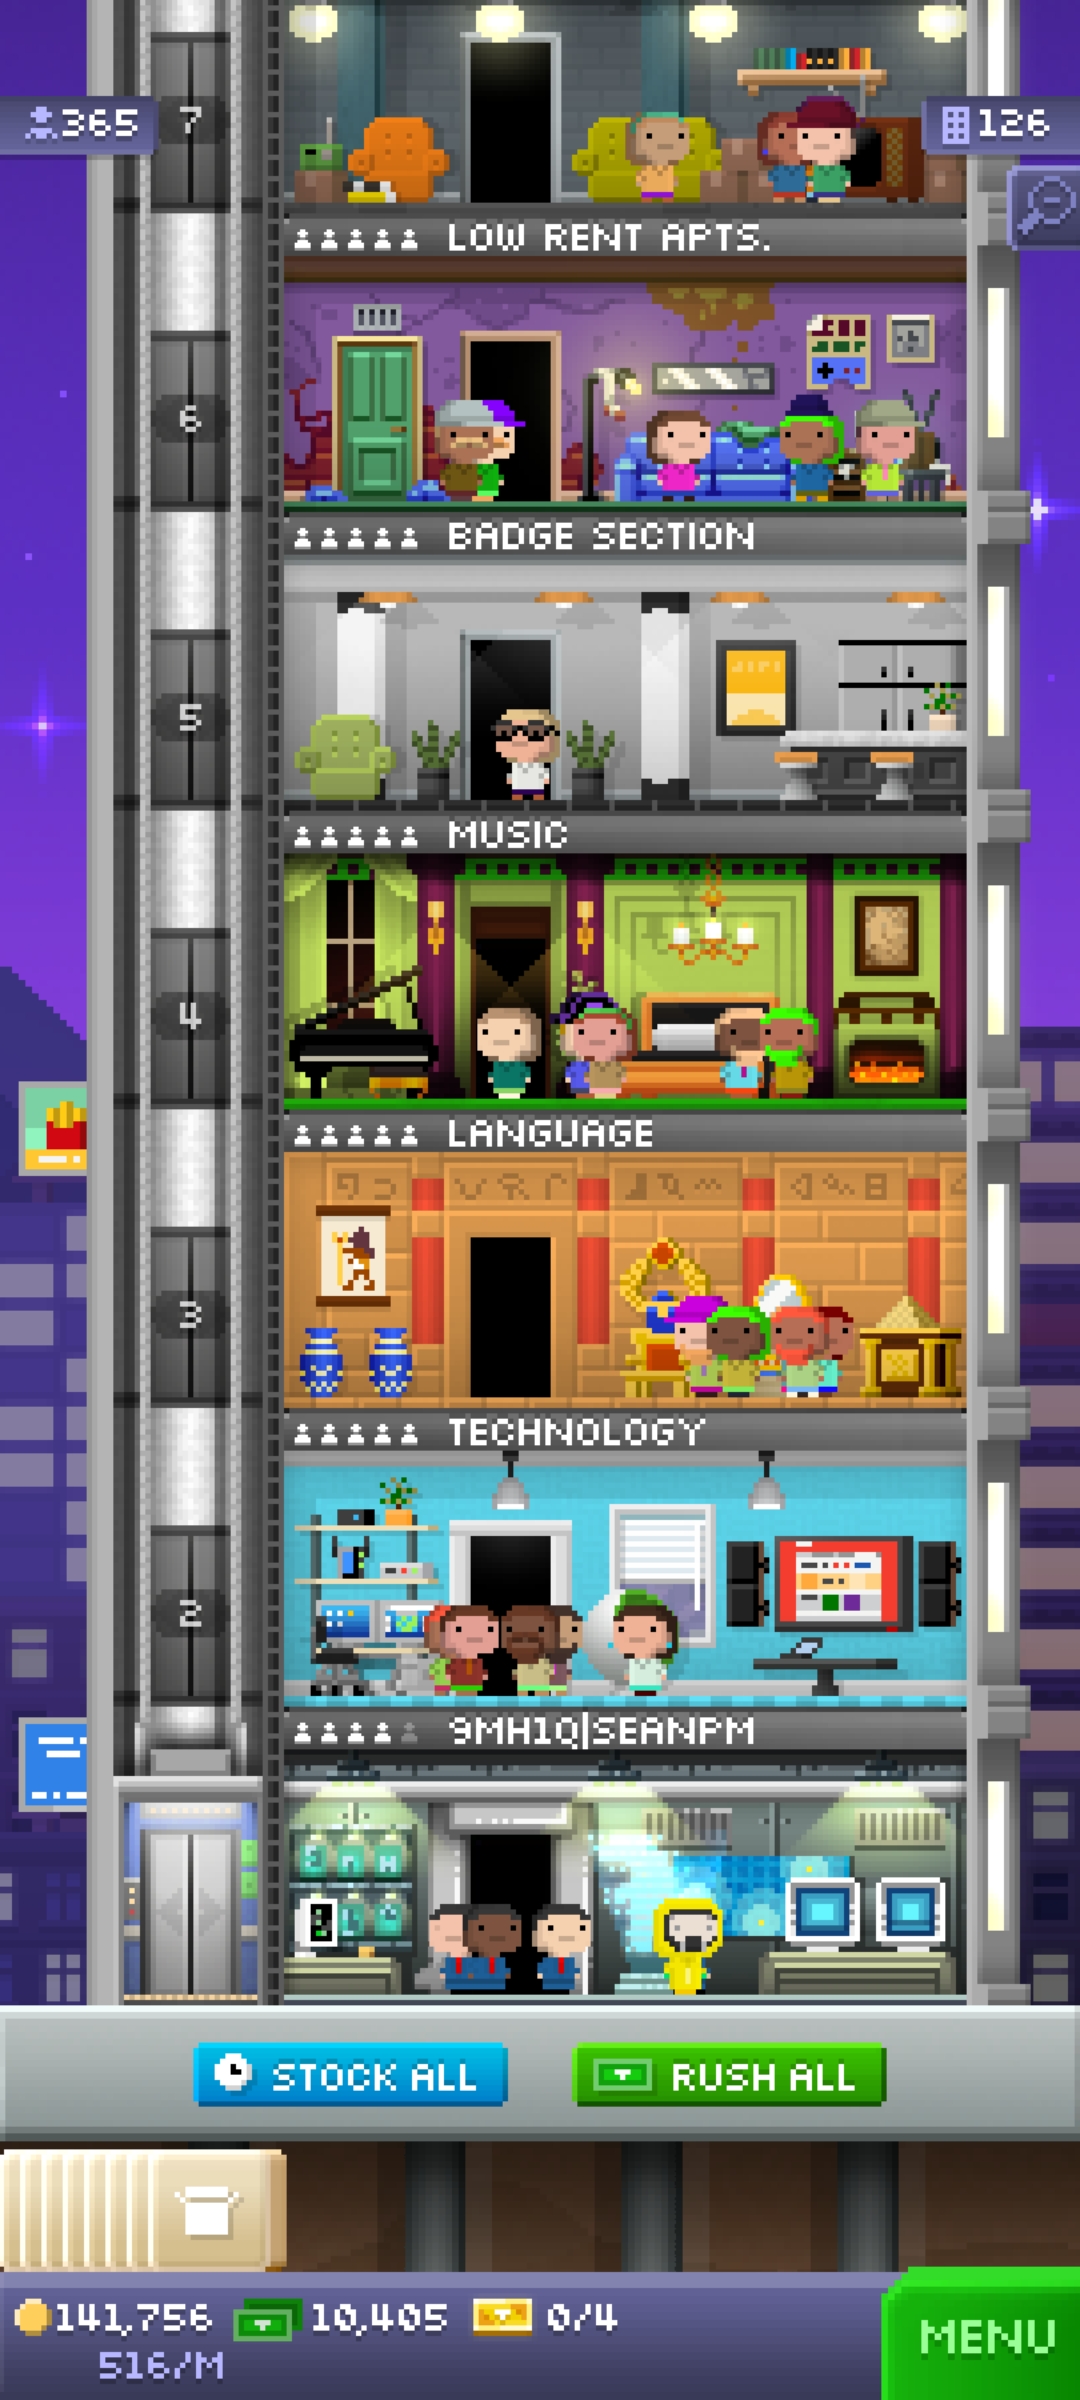 7
365
126
LOW RENT APTS.
6
BADGE SECTION
5
MUSIC
4
LANGUAGE
3
TECHNOLOGY
2
9MH1Q|SEANPM
STOCK ALL
RUSH ALL
141,756
10,405
0/4
516/M
MENU